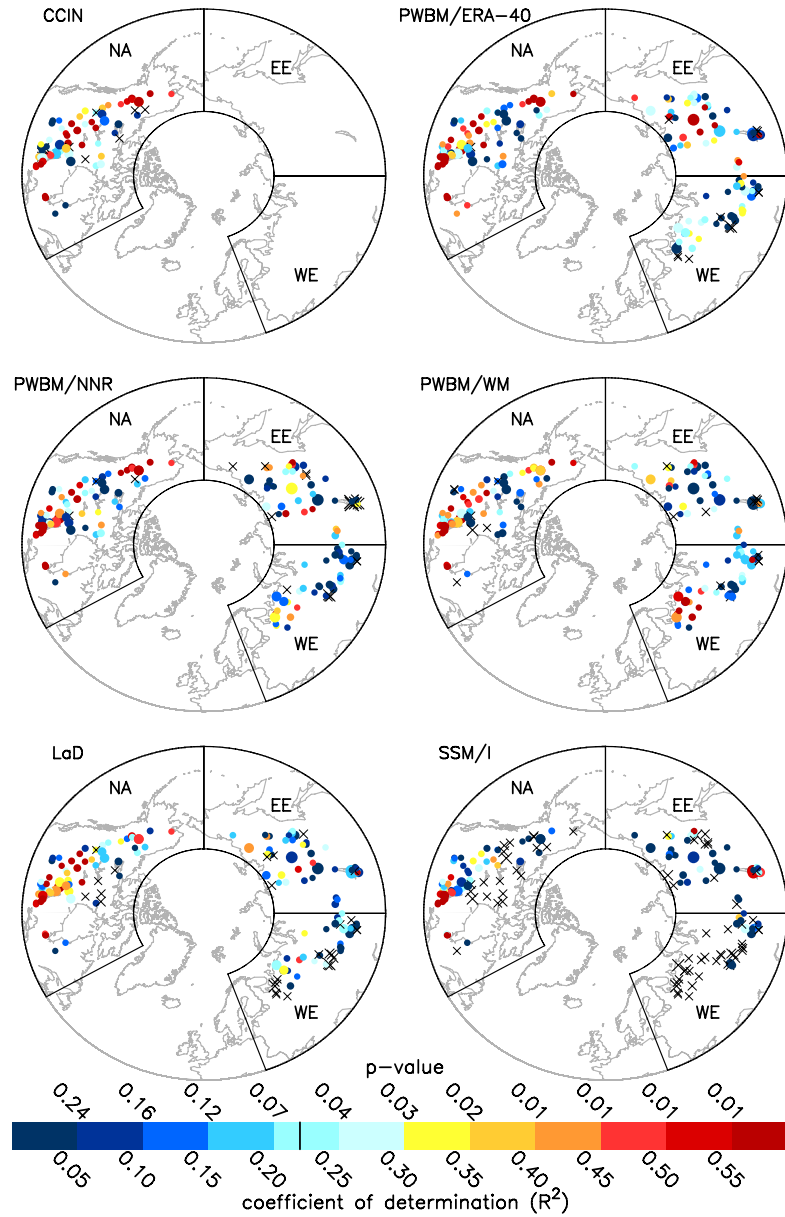 CCIN
PWBM/ERA-40
NA
EE
WE
NA
EE
WE
PWBM/NNR
PWBM/WM
NA
EE
WE
NA
EE
WE
LaD
SSM/I
NA
EE
WE
NA
EE
WE
p-value
0.24 0.16 0.12 0.07 0.04 0.03 0.02 0.01 0.01 0.01 0.01
0.05 0.10 0.15 0.20 0.25 0.30 0.35 0.40 0.45 0.50 0.55
coefficient of determination (R²)